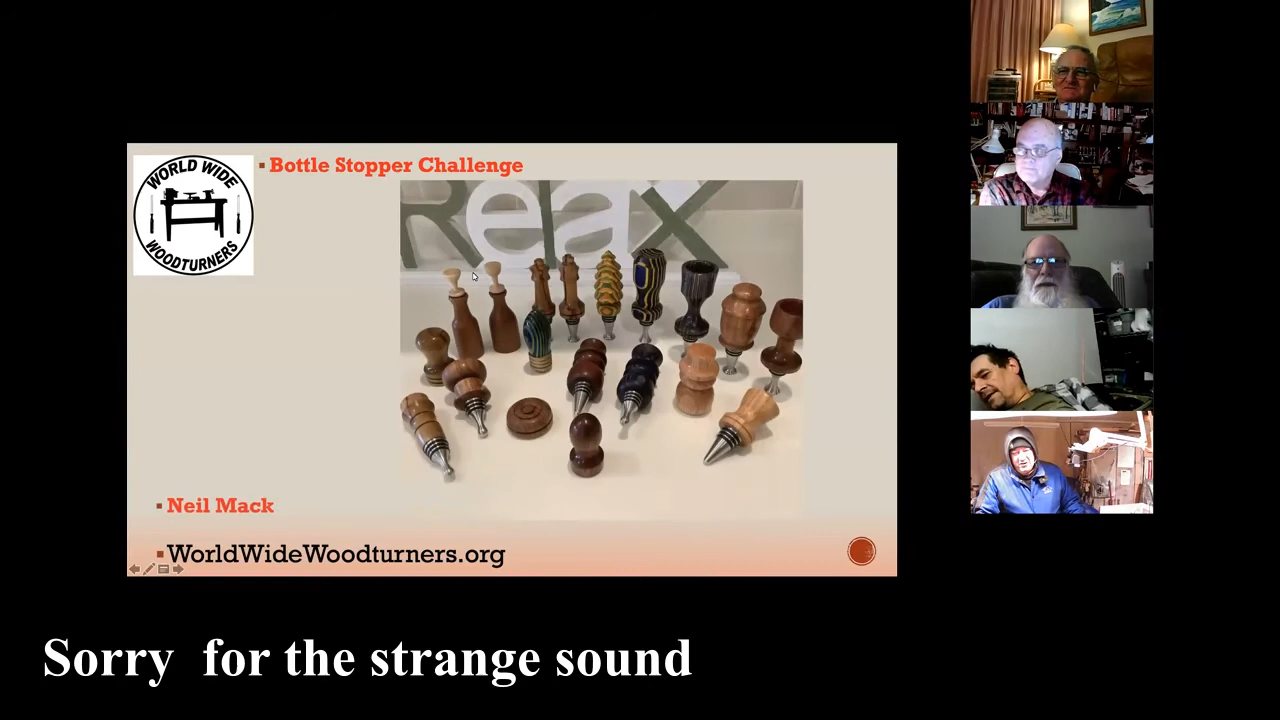 WORLD WIDE
WOODTURNERS
Bottle Stopper Challenge
Relax
Neil Mack
WorldWideWoodturners.org
Sorry for the strange sound